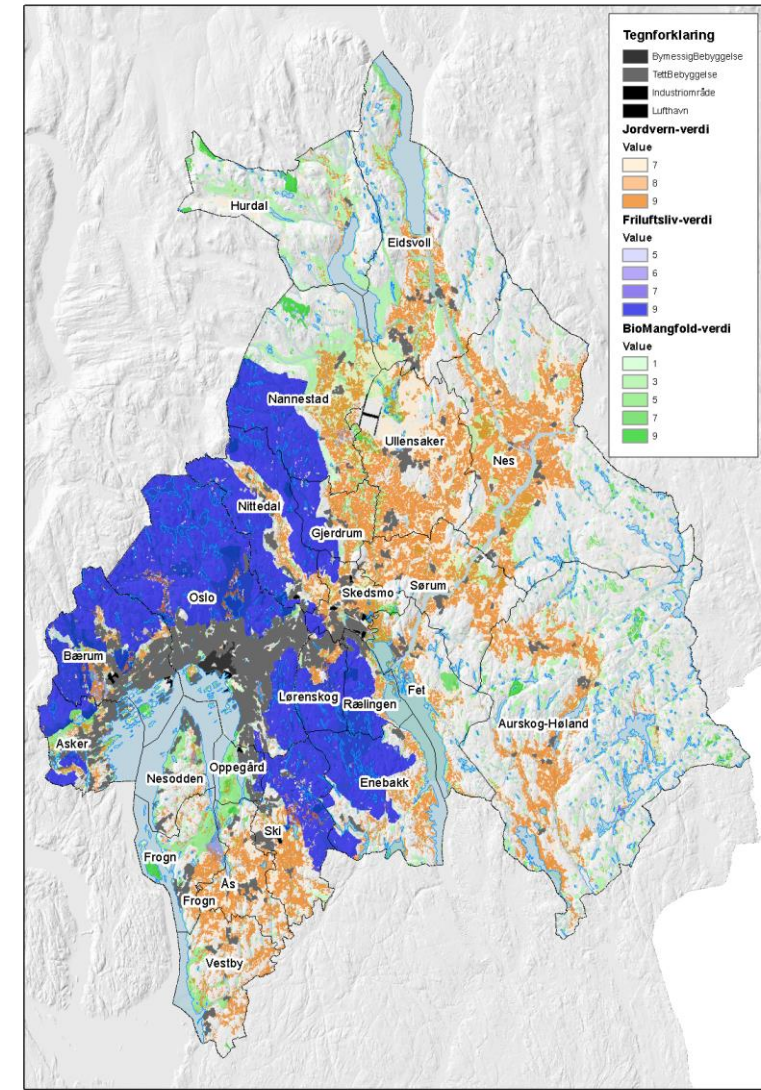 Tegnforklaring
BymessigBebyggelse
TettBebyggelse
Industriområde
Lufthavn
Jordvern-verdi
Value
7
8
9
Friluftsliv-verdi
Value
5
6
7
9
BioMangfold-verdi
Value
1
3
5
7
9
Hurdal
Eidsvoll
Nannestad
Ullensaker
Nes
Nittedal
Gjerdrum
Oslo
Skedsmo
Sørum
Bærum
Lørenskog
Rælingen
Fet
Aurskog-Høland
Asker
Nesodden
Oppegård
Enebakk
Ski
Frogn
Ås
Frogn
Vestby